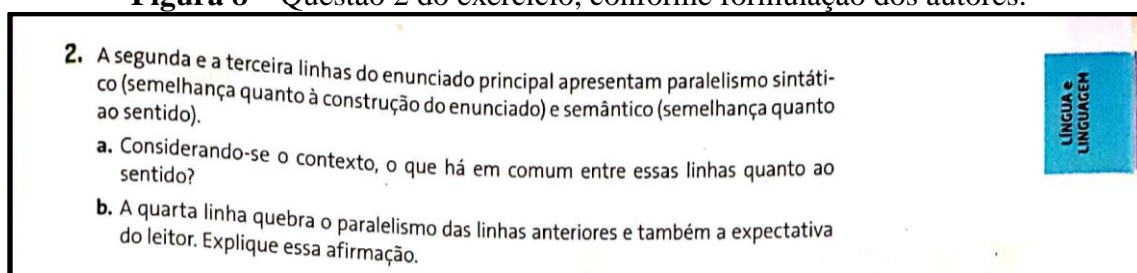 Figura 8 – Questão 2 do exercício, conforme formulação dos autores.
2. A segunda e a terceira linhas do enunciado principal apresentam paralelismo sintáti-
co (semelhança quanto à construção do enunciado) e semântico (semelhança quanto
ao sentido).
a. Considerando-se o contexto, o que há em comum entre essas linhas quanto ao
sentido?
b. A quarta linha quebra o paralelismo das linhas anteriores e também a expectativa
do leitor. Explique essa afirmação.
LÍNGUA e
LINGUAGEM